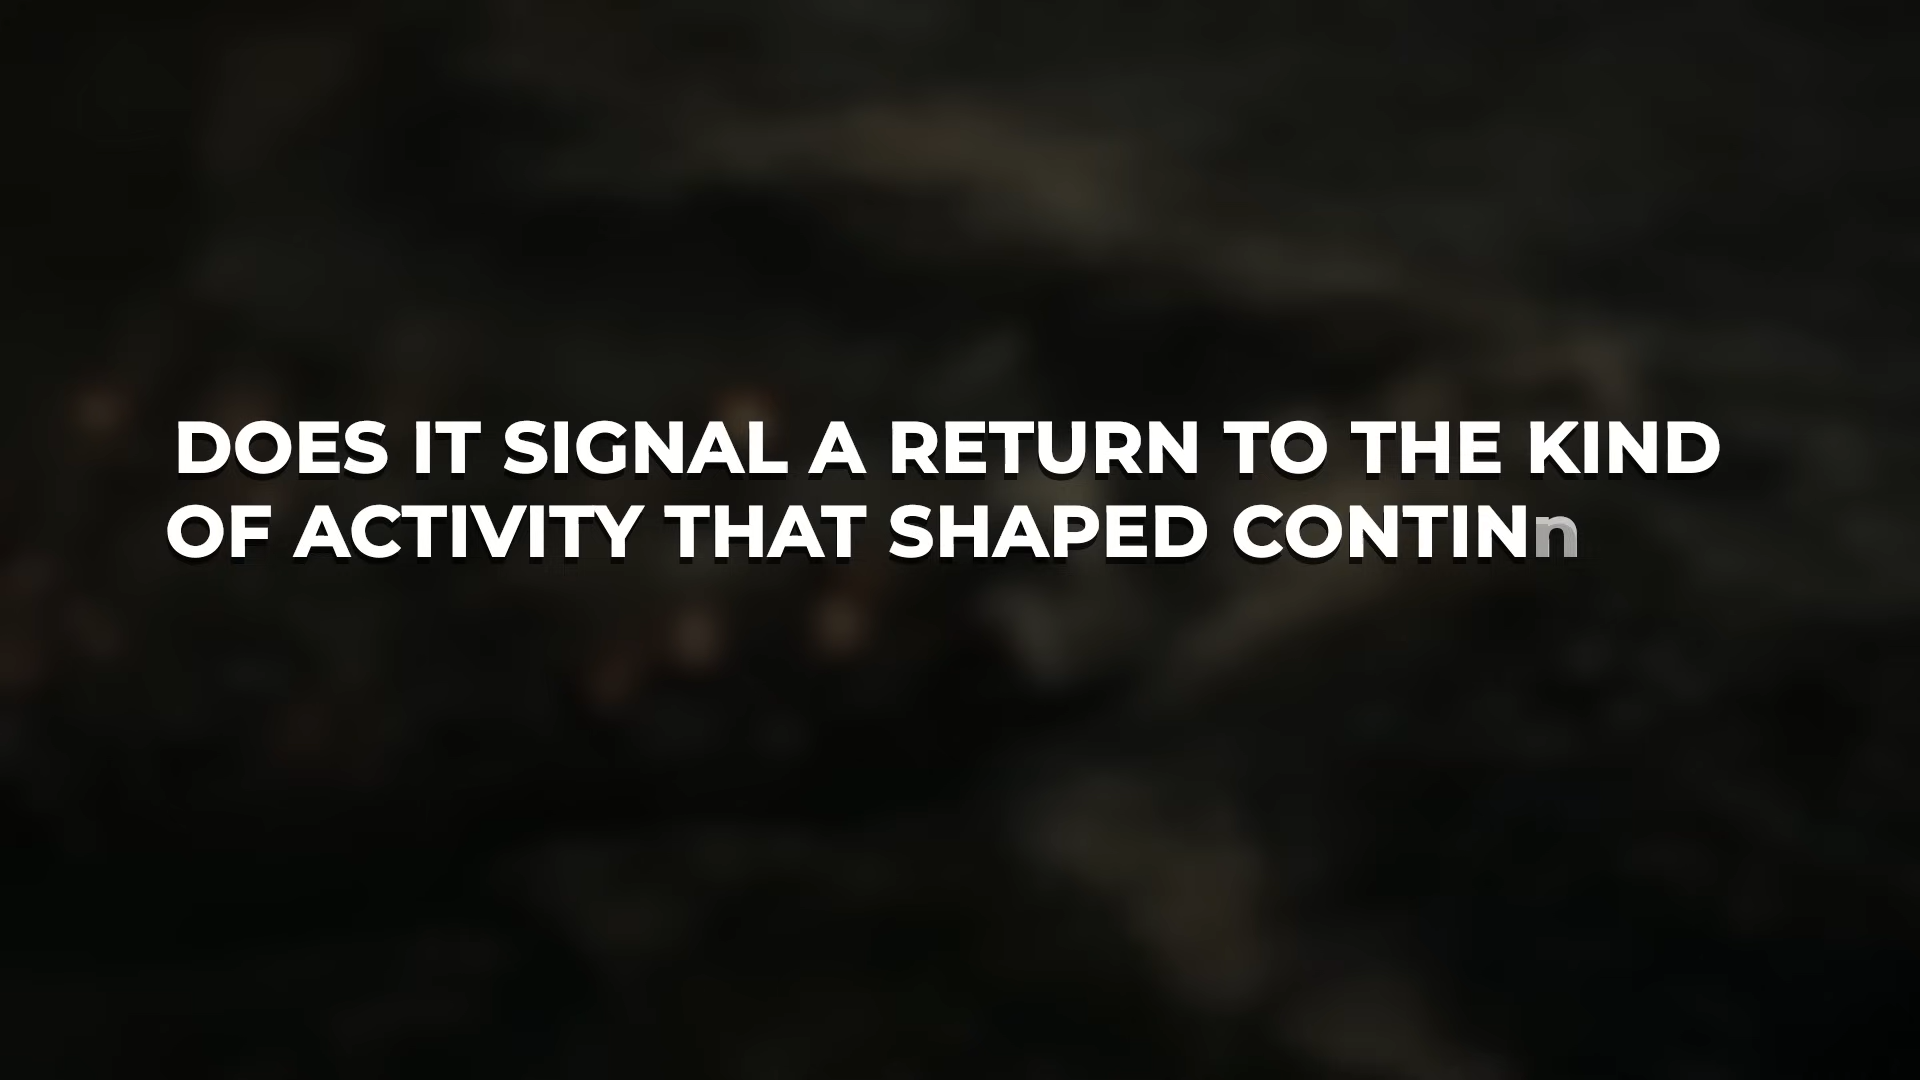 DOES IT SIGNAL A RETURN TO THE KIND
OF ACTIVITY THAT SHAPED CONTINn